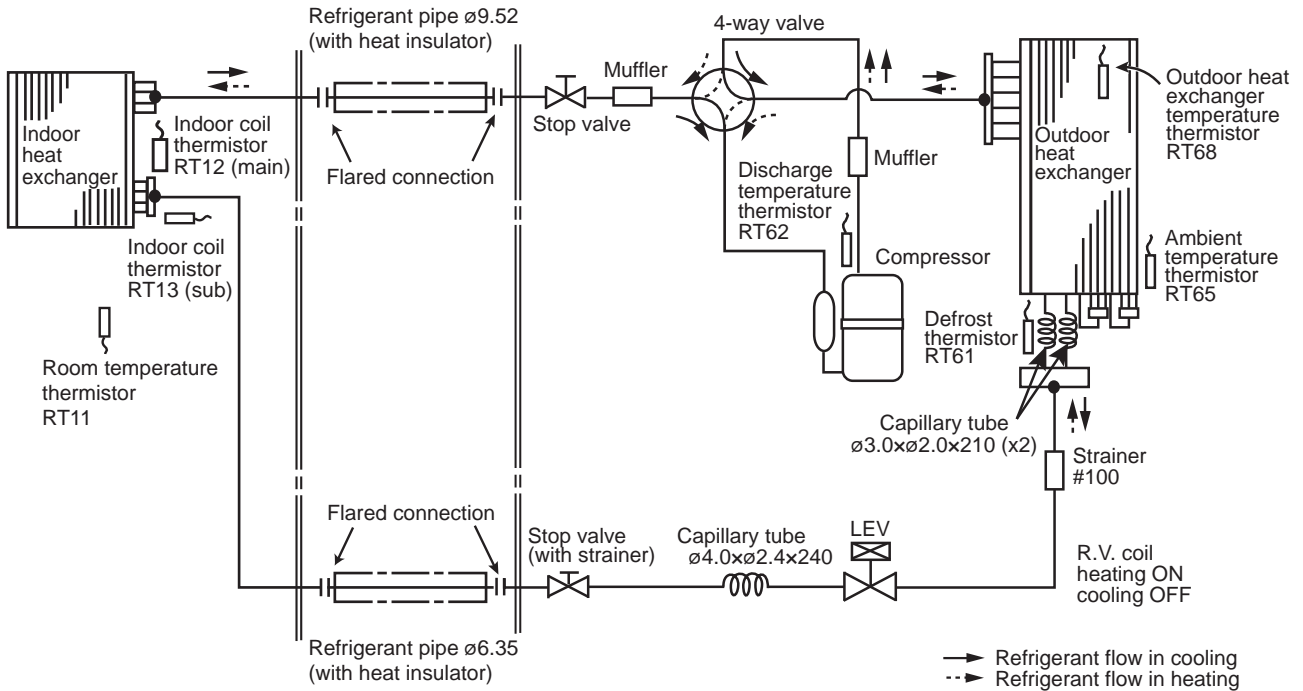 Refrigerant pipe ø9.52
(with heat insulator)
4-way valve
Muffler
Stop valve
Indoor
heat
exchanger
Indoor coil
thermistor
RT12 (main)
Flared connection
Indoor coil
thermistor
RT13 (sub)
Room temperature
thermistor
RT11
Discharge
temperature
thermistor
RT62
Muffler
Compressor
Outdoor
heat
exchanger
Outdoor heat
exchanger
temperature
thermistor
RT68
Ambient
temperature
thermistor
RT65
Defrost
thermistor
RT61
Capillary tube
ø3.0×ø2.0×210 (x2)
Strainer
#100
Flared connection
Stop valve
(with strainer)
Capillary tube
ø4.0×ø2.4×240
LEV
R.V. coil
heating ON
cooling OFF
Refrigerant pipe ø6.35
(with heat insulator)
Refrigerant flow in cooling
Refrigerant flow in heating